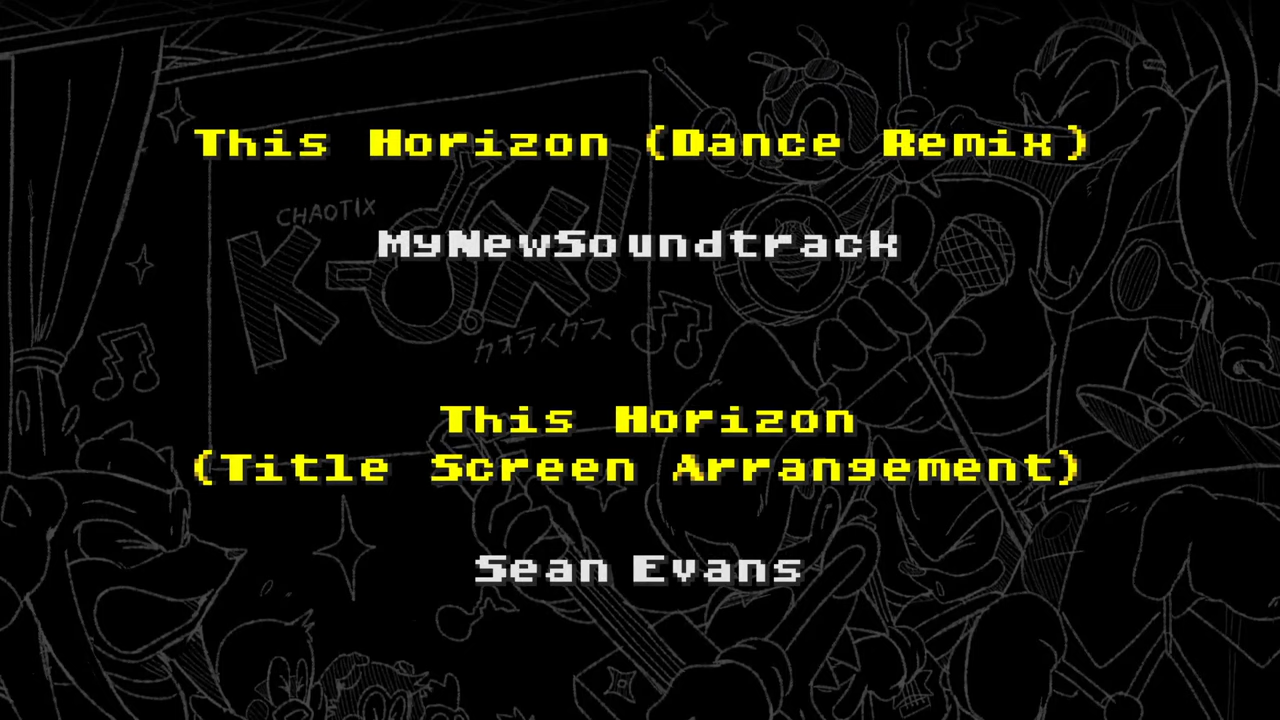 This Horizon (Dance Remix)
CHAOTIX
MyNewSoundtrack
K-OX!
カオティクス
This Horizon
(Title Screen Arrangement)
Sean Evans